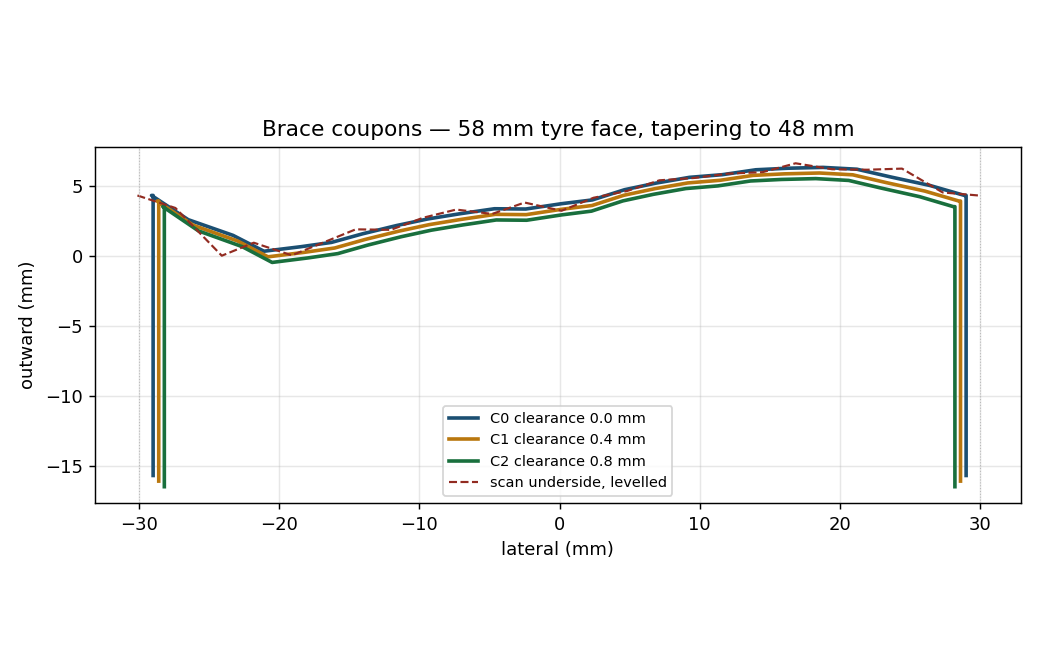 Brace coupons — 58 mm tyre face, tapering to 48 mm
outward (mm)
5
0
−5
−10
−15
C0 clearance 0.0 mm
C1 clearance 0.4 mm
C2 clearance 0.8 mm
scan underside, levelled
−30 −20 −10 0 10 20 30
lateral (mm)